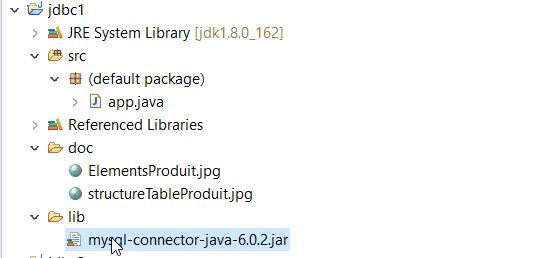 jdbc1
JRE System Library [jdk1.8.0_162]
src
(default package)
app.java
Referenced Libraries
doc
ElementsProduit.jpg
structureTableProduit.jpg
lib
mysql-connector-java-6.0.2.jar